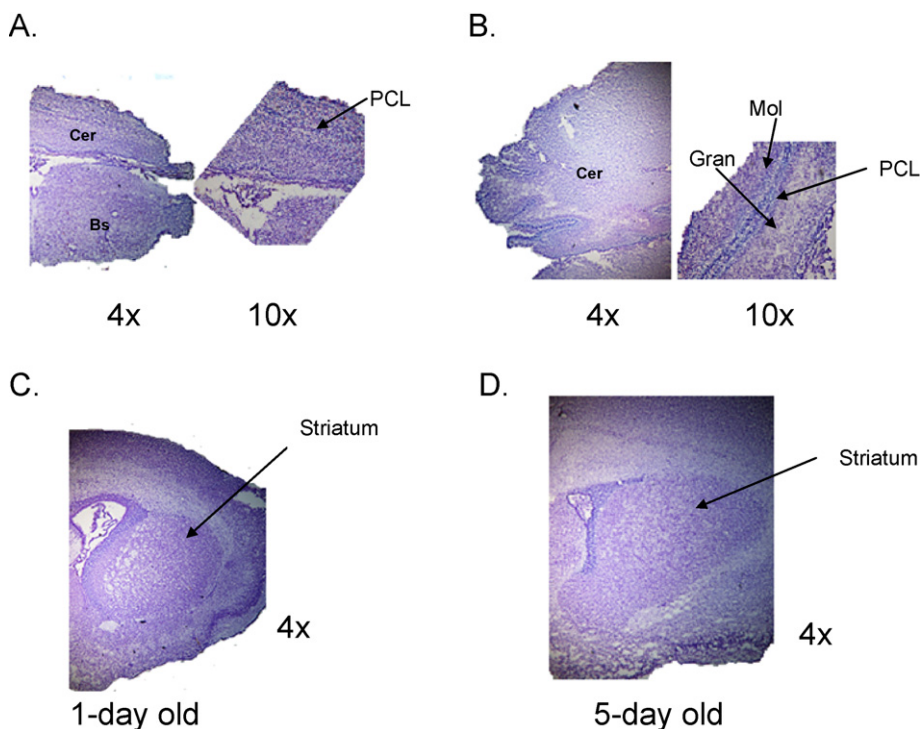 A.
PCL
Cer
Bs
4x
10x
B.
Mol
Gran
PCL
Cer
4x
10x
C.
Striatum
4x
1-day old
D.
Striatum
4x
5-day old